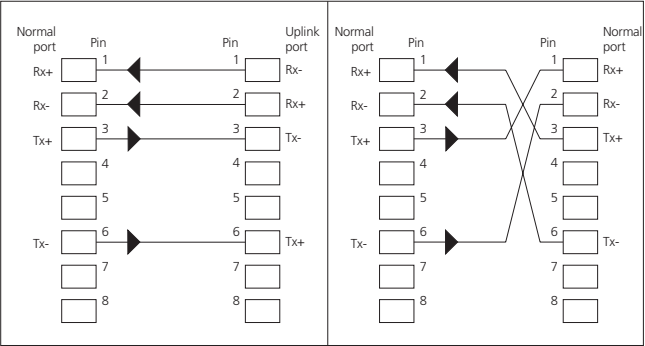 Normal port Pin Pin Uplink port
Rx+ 1 1 Rx-
Rx- 2 2 Rx+
Tx+ 3 3 Tx-
4 4
5 5
Tx- 6 6 Tx+
7 7
8 8
Normal port Pin Pin Normal port
Rx+ 1 1 Rx+
Rx- 2 2 Rx-
Tx+ 3 3 Tx+
4 4
5 5
Tx- 6 6 Tx-
7 7
8 8